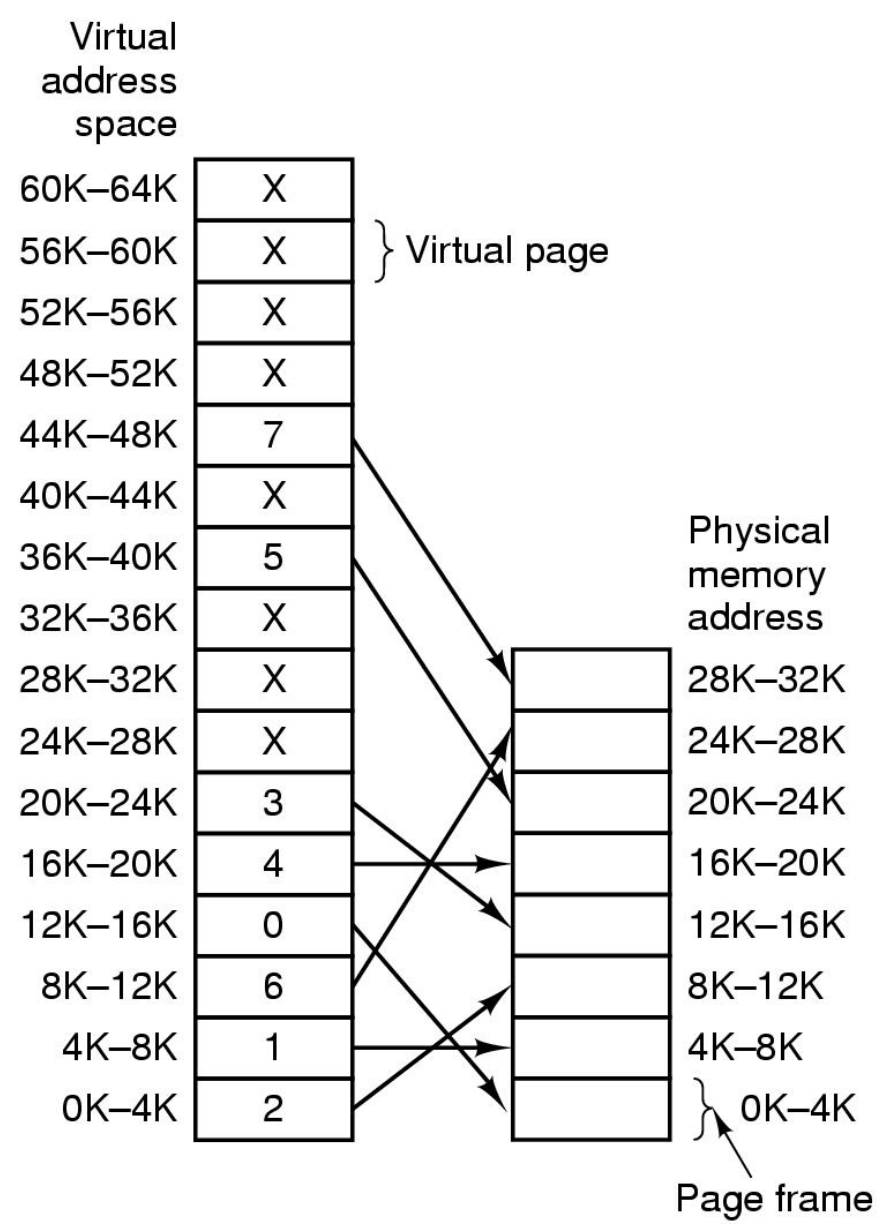 Virtual
address
space
60K–64K X
56K–60K X Virtual page
52K–56K X
48K–52K X
44K–48K 7
40K–44K X
36K–40K 5
32K–36K X
28K–32K X
24K–28K X
20K–24K 3
16K–20K 4
12K–16K 0
8K–12K 6
4K–8K 1
0K–4K 2
Physical
memory
address
28K–32K
24K–28K
20K–24K
16K–20K
12K–16K
8K–12K
4K–8K
0K–4K
Page frame